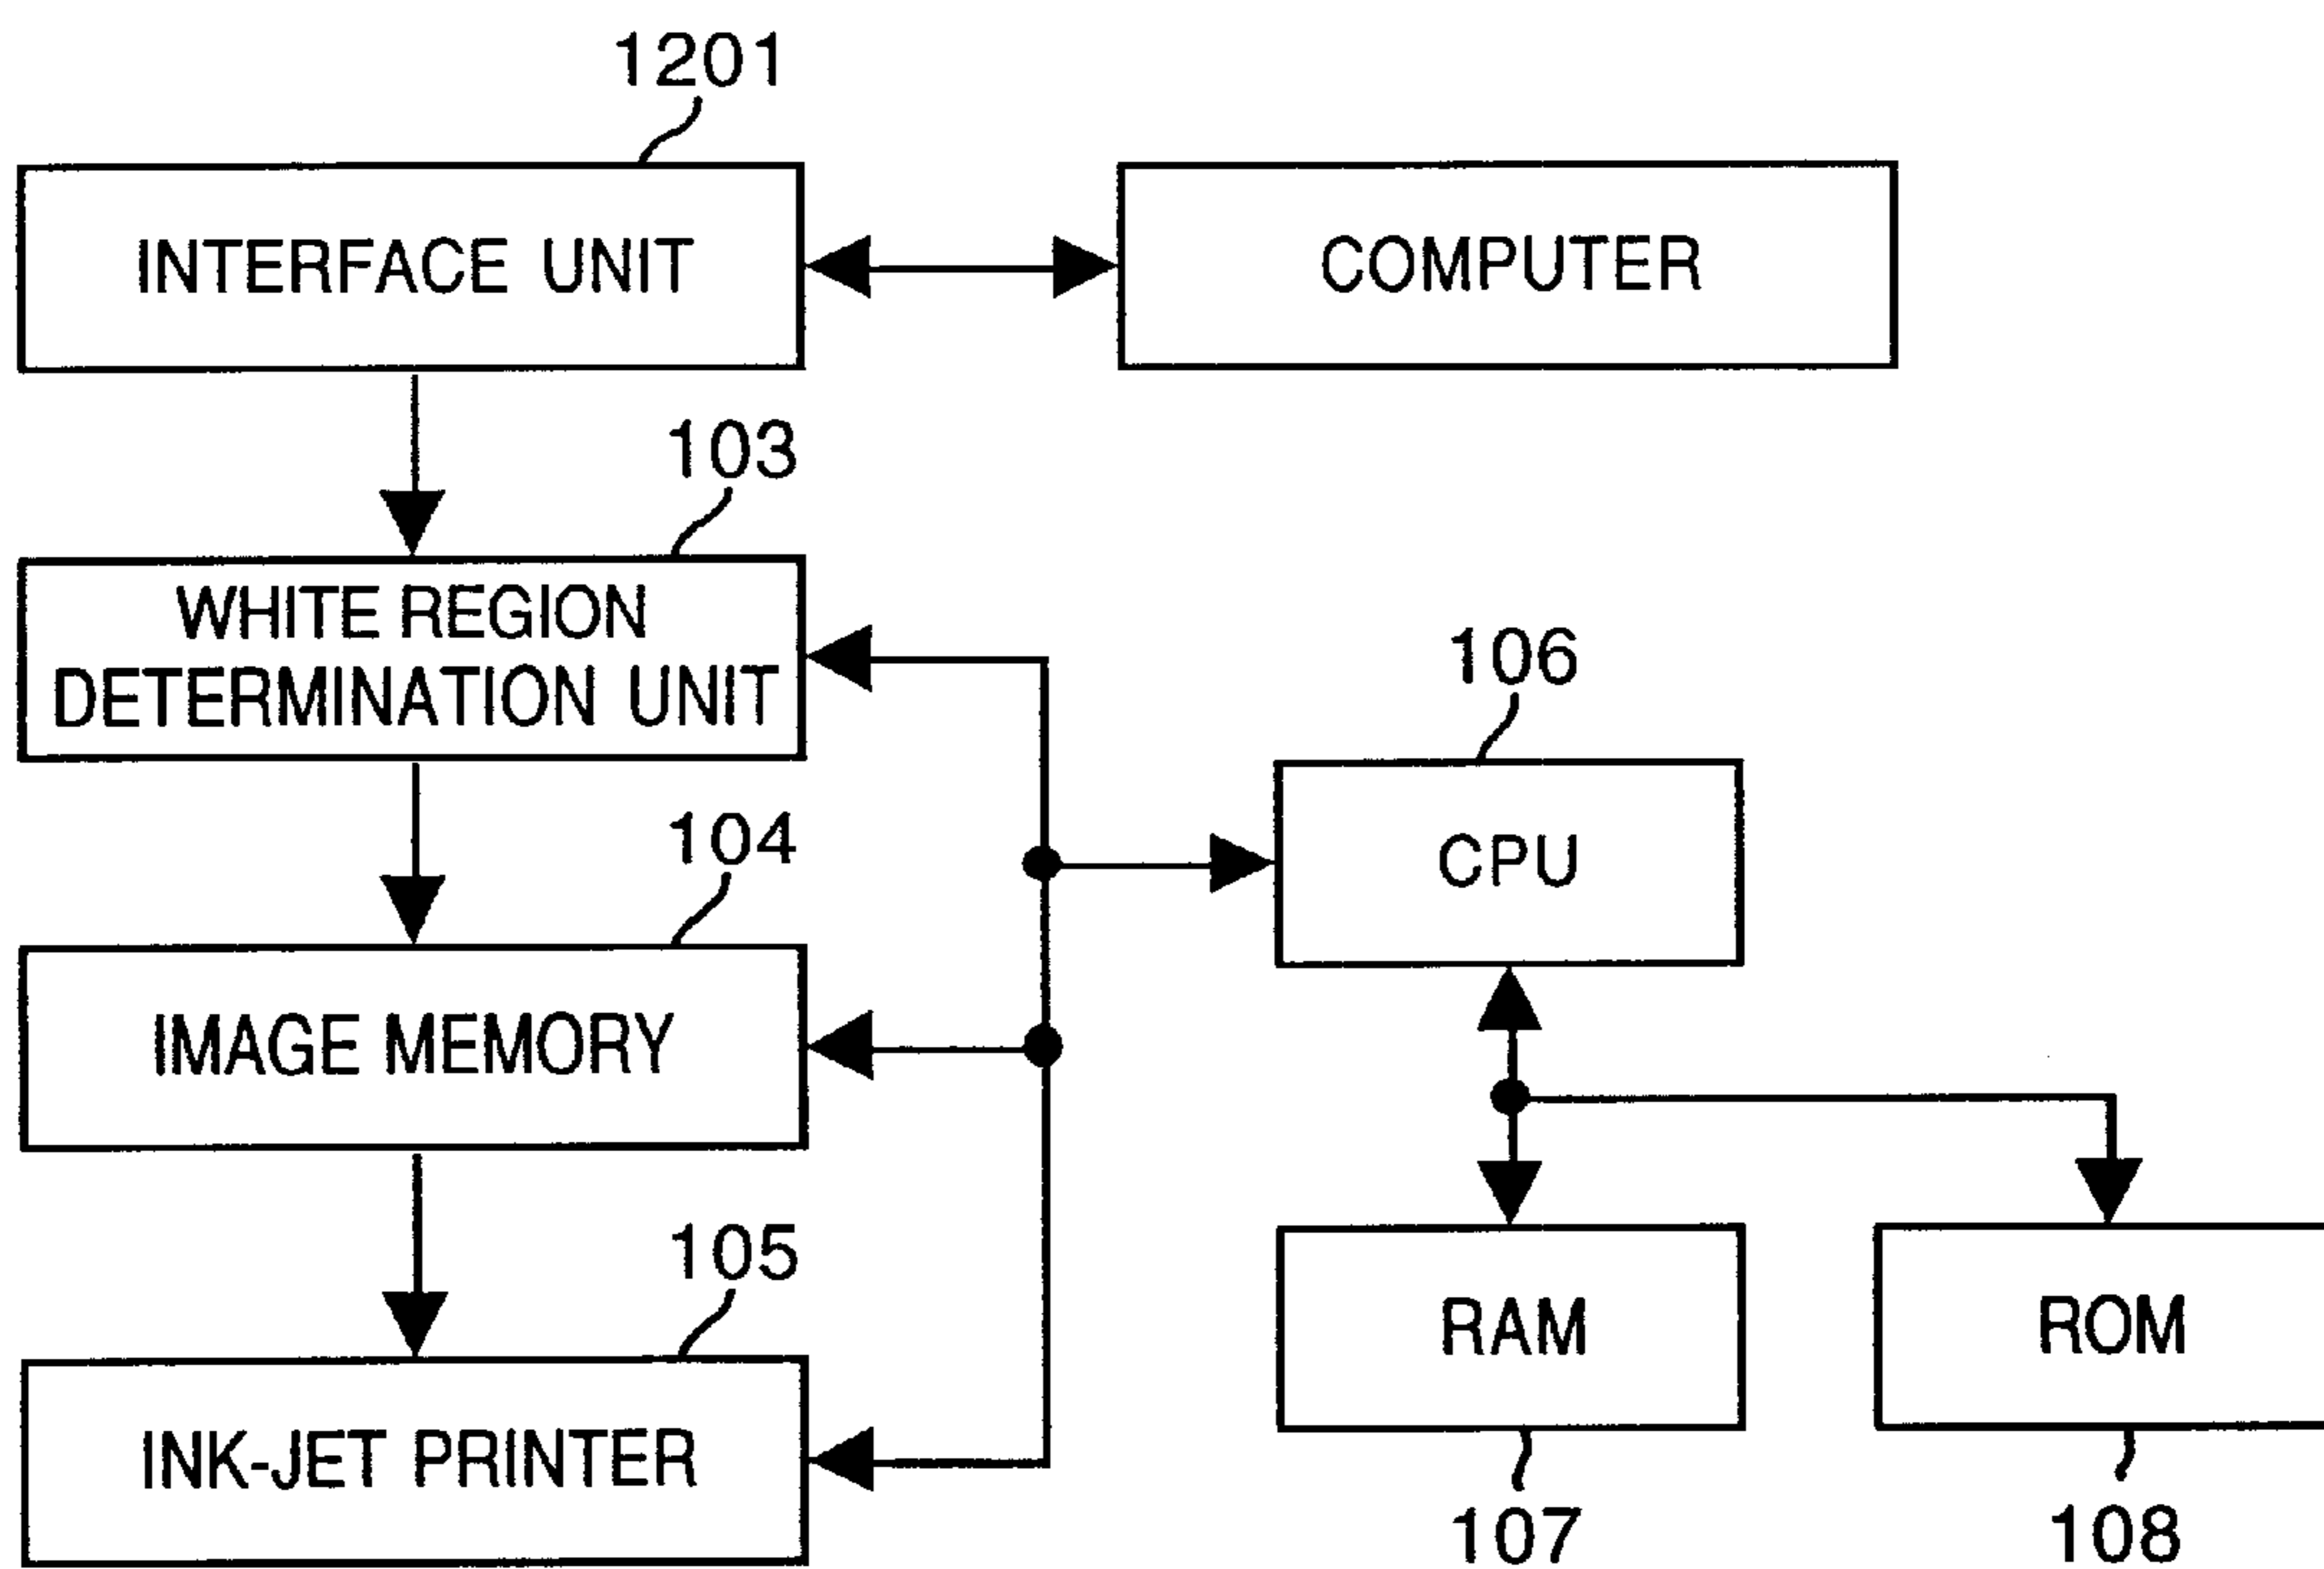 1201
INTERFACE UNIT
COMPUTER
103
WHITE REGION
DETERMINATION UNIT
106
CPU
104
IMAGE MEMORY
105
INK-JET PRINTER
RAM
ROM
107
108